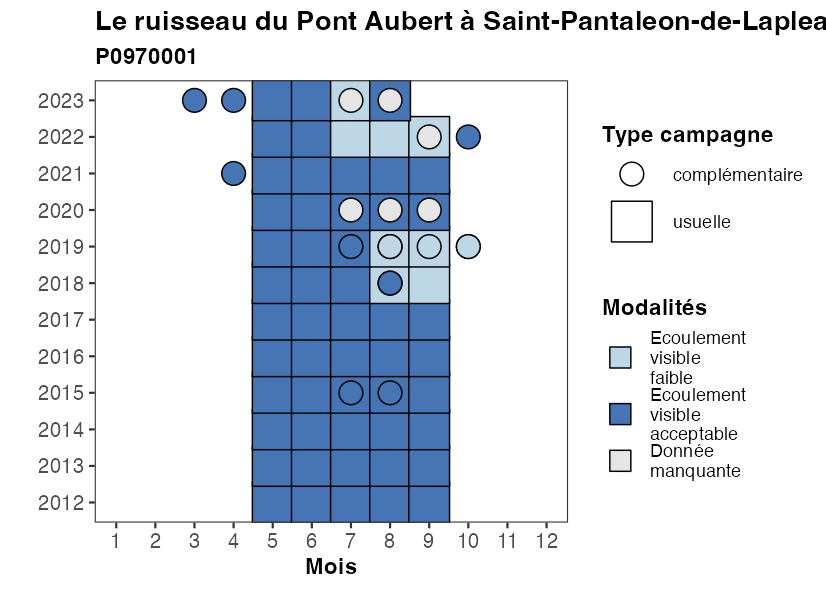 Le ruisseau du Pont Aubert à Saint-Pantaleon-de-Laplea
P0970001
2023
2022
2021
2020
2019
2018
2017
2016
2015
2014
2013
2012
1 2 3 4 5 6 7 8 9 10 11 12
Mois
Type campagne
complémentaire
usuelle
Modalités
Ecoulement
visible
faible
Ecoulement
visible
acceptable
Donnée
manquante